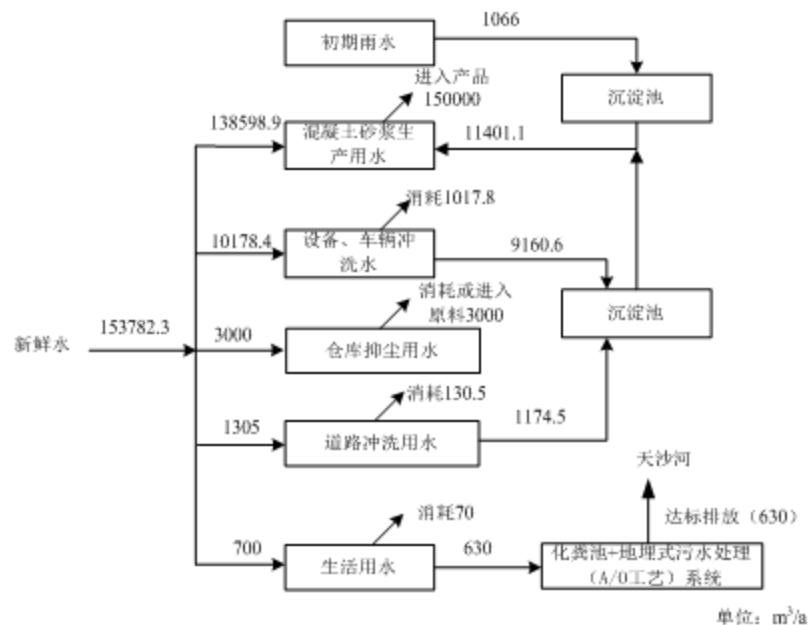 1066
初期雨水
沉淀池
进入产品
150000
138598.9
混凝土砂浆生
产用水
11401.1
消耗1017.8
10178.4
设备、车辆冲
洗水
9160.6
沉淀池
消耗或进入
原料3000
新鲜水
153782.3
3000
仓库抑尘用水
消耗130.5
1305
道路冲洗用水
1174.5
天沙河
达标排放（630）
消耗70
700
生活用水
630
化粪池+地埋式污水处理
（A/O工艺）系统
单位：m³/a